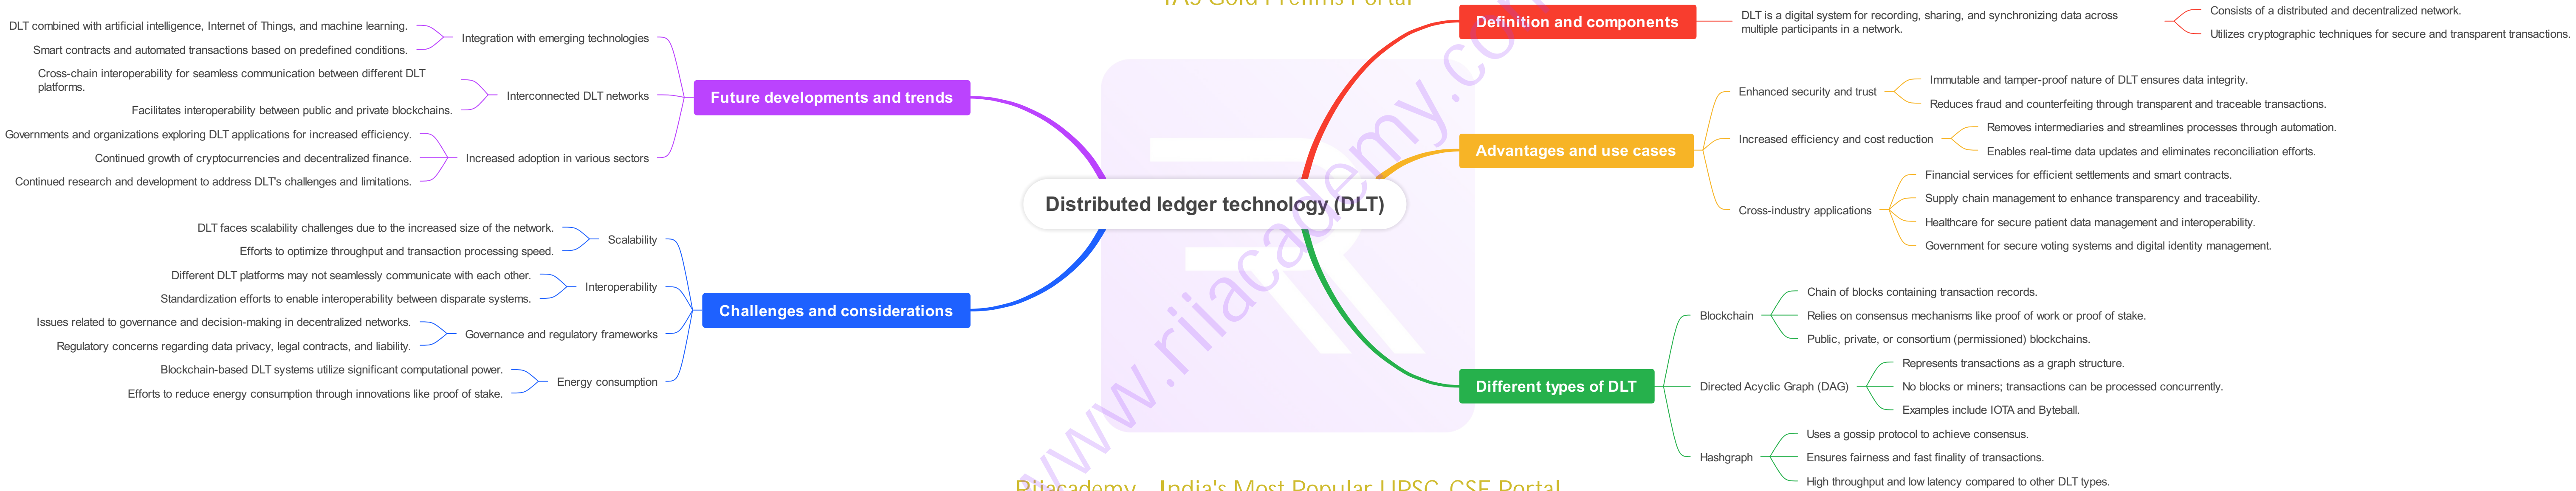 IAS Gold Prelims Portal
Distributed ledger technology (DLT)
Definition and components
DLT is a digital system for recording, sharing, and synchronizing data across
multiple participants in a network.
Consists of a distributed and decentralized network.
Utilizes cryptographic techniques for secure and transparent transactions.
Advantages and use cases
Enhanced security and trust
Immutable and tamper-proof nature of DLT ensures data integrity.
Reduces fraud and counterfeiting through transparent and traceable transactions.
Increased efficiency and cost reduction
Removes intermediaries and streamlines processes through automation.
Enables real-time data updates and eliminates reconciliation efforts.
Cross-industry applications
Financial services for efficient settlements and smart contracts.
Supply chain management to enhance transparency and traceability.
Healthcare for secure patient data management and interoperability.
Government for secure voting systems and digital identity management.
Different types of DLT
Blockchain
Chain of blocks containing transaction records.
Relies on consensus mechanisms like proof of work or proof of stake.
Public, private, or consortium (permissioned) blockchains.
Directed Acyclic Graph (DAG)
Represents transactions as a graph structure.
No blocks or miners; transactions can be processed concurrently.
Examples include IOTA and Byteball.
Hashgraph
Uses a gossip protocol to achieve consensus.
Ensures fairness and fast finality of transactions.
High throughput and low latency compared to other DLT types.
Future developments and trends
Integration with emerging technologies
DLT combined with artificial intelligence, Internet of Things, and machine learning.
Smart contracts and automated transactions based on predefined conditions.
Interconnected DLT networks
Cross-chain interoperability for seamless communication between different DLT
platforms.
Facilitates interoperability between public and private blockchains.
Increased adoption in various sectors
Governments and organizations exploring DLT applications for increased efficiency.
Continued growth of cryptocurrencies and decentralized finance.
Continued research and development to address DLT's challenges and limitations.
Challenges and considerations
Scalability
DLT faces scalability challenges due to the increased size of the network.
Efforts to optimize throughput and transaction processing speed.
Interoperability
Different DLT platforms may not seamlessly communicate with each other.
Standardization efforts to enable interoperability between disparate systems.
Governance and regulatory frameworks
Issues related to governance and decision-making in decentralized networks.
Regulatory concerns regarding data privacy, legal contracts, and liability.
Energy consumption
Blockchain-based DLT systems utilize significant computational power.
Efforts to reduce energy consumption through innovations like proof of stake.
www.rijiacademy.com
Rijiacademy - India's Most Popular UPSC-CSE Portal